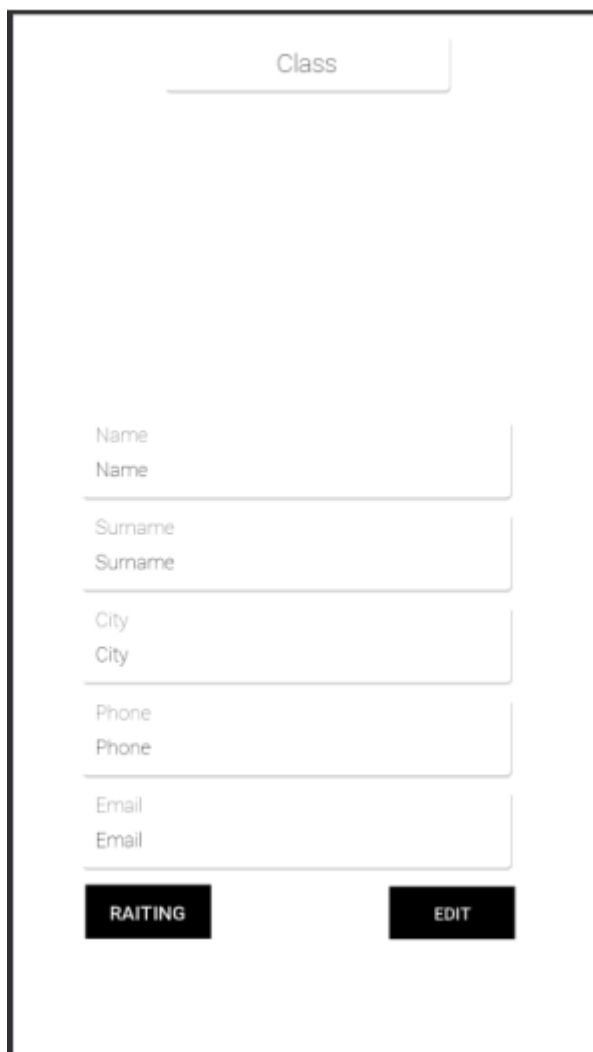 Class
Name
Name
Surname
Surname
City
City
Phone
Phone
Email
Email
RAITING EDIT